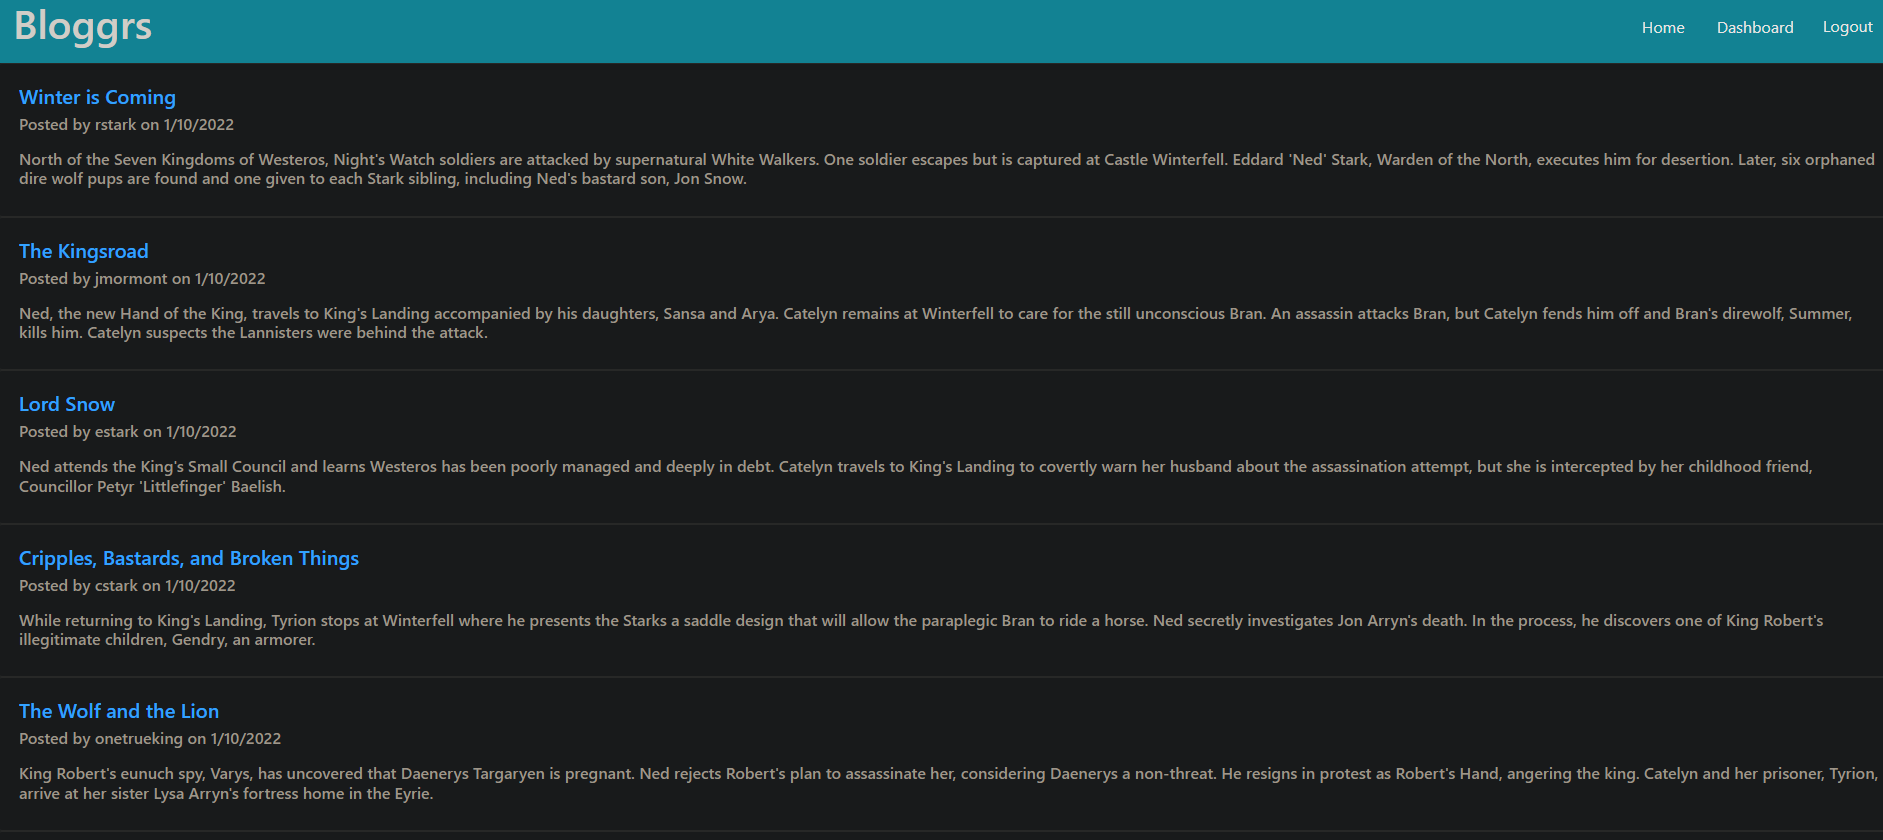 Bloggrs
Home Dashboard Logout
Winter is Coming
Posted by rstark on 1/10/2022
North of the Seven Kingdoms of Westeros, Night's Watch soldiers are attacked by supernatural White Walkers. One soldier escapes but is captured at Castle Winterfell. Eddard 'Ned' Stark, Warden of the North, executes him for desertion. Later, six orphaned
dire wolf pups are found and one given to each Stark sibling, including Ned's bastard son, Jon Snow.
The Kingsroad
Posted by jmormont on 1/10/2022
Ned, the new Hand of the King, travels to King's Landing accompanied by his daughters, Sansa and Arya. Catelyn remains at Winterfell to care for the still unconscious Bran. An assassin attacks Bran, but Catelyn fends him off and Bran's direwolf, Summer,
kills him. Catelyn suspects the Lannisters were behind the attack.
Lord Snow
Posted by estark on 1/10/2022
Ned attends the King's Small Council and learns Westeros has been poorly managed and deeply in debt. Catelyn travels to King's Landing to covertly warn her husband about the assassination attempt, but she is intercepted by her childhood friend,
Councillor Petyr 'Littlefinger' Baelish.
Cripples, Bastards, and Broken Things
Posted by cstark on 1/10/2022
While returning to King's Landing, Tyrion stops at Winterfell where he presents the Starks a saddle design that will allow the paraplegic Bran to ride a horse. Ned secretly investigates Jon Arryn's death. In the process, he discovers one of King Robert's
illegitimate children, Gendry, an armorer.
The Wolf and the Lion
Posted by onetrueking on 1/10/2022
King Robert's eunuch spy, Varys, has uncovered that Daenerys Targaryen is pregnant. Ned rejects Robert's plan to assassinate her, considering Daenerys a non-threat. He resigns in protest as Robert's Hand, angering the king. Catelyn and her prisoner, Tyrion,
arrive at her sister Lysa Arryn's fortress home in the Eyrie.